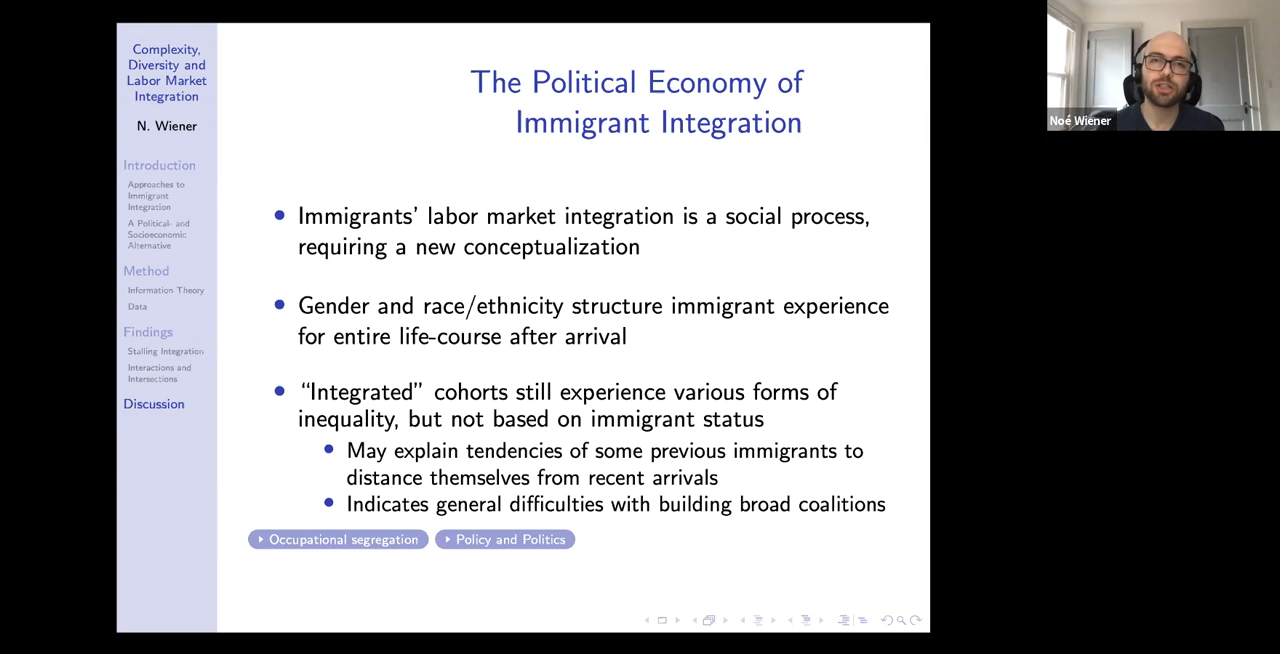 Complexity,
Diversity and
Labor Market
Integration
N. Wiener
Introduction
Approaches to
Immigrant
Integration
A Political- and
Socioeconomic
Alternative
Method
Information Theory
Data
Findings
Stalling Integration
Interactions and
Intersections
Discussion
The Political Economy of
Immigrant Integration
• Immigrants’ labor market integration is a social process,
requiring a new conceptualization
• Gender and race/ethnicity structure immigrant experience
for entire life-course after arrival
• “Integrated” cohorts still experience various forms of
inequality, but not based on immigrant status
• May explain tendencies of some previous immigrants to
distance themselves from recent arrivals
• Indicates general difficulties with building broad coalitions
Occupational segregation
Policy and Politics
Noé Wiener